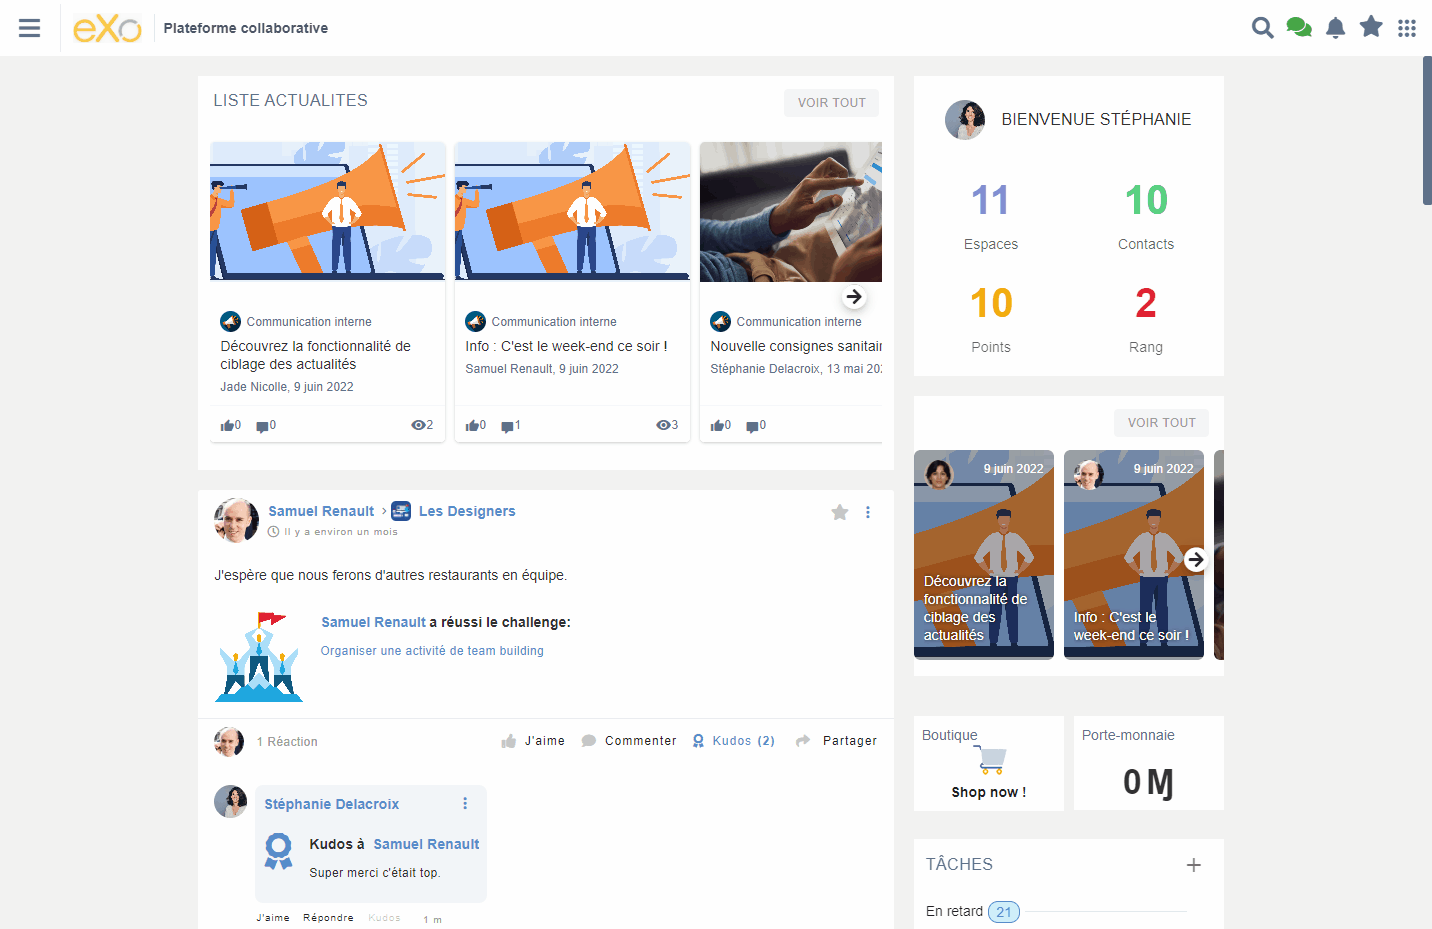 eXo
Plateforme collaborative
LISTE ACTUALITES
VOIR TOUT
Communication interne
Découvrez la fonctionnalité de
ciblage des actualités
Jade Nicolle, 9 juin 2022
0
0
2
Communication interne
Info : C'est le week-end ce soir !
Samuel Renault, 9 juin 2022
0
1
3
Communication interne
Nouvelle consignes sanitair
Stéphanie Delacroix, 13 mai 202
0
0
Samuel Renault > Les Designers
Il y a environ un mois
J'espère que nous ferons d'autres restaurants en équipe.
Samuel Renault a réussi le challenge:
Organiser une activité de team building
1 Réaction
J'aime
Commenter
Kudos (2)
Partager
Stéphanie Delacroix
Kudos à Samuel Renault
Super merci c'était top.
J'aime Répondre Kudos 1 m
BIENVENUE STÉPHANIE
11
Espaces
10
Contacts
10
Points
2
Rang
VOIR TOUT
9 juin 2022
Découvrez la
fonctionnalité de
ciblage des
actualités
9 juin 2022
Info : C'est le
week-end ce soir !
Boutique
Shop now !
Porte-monnaie
0
TÂCHES
En retard 21